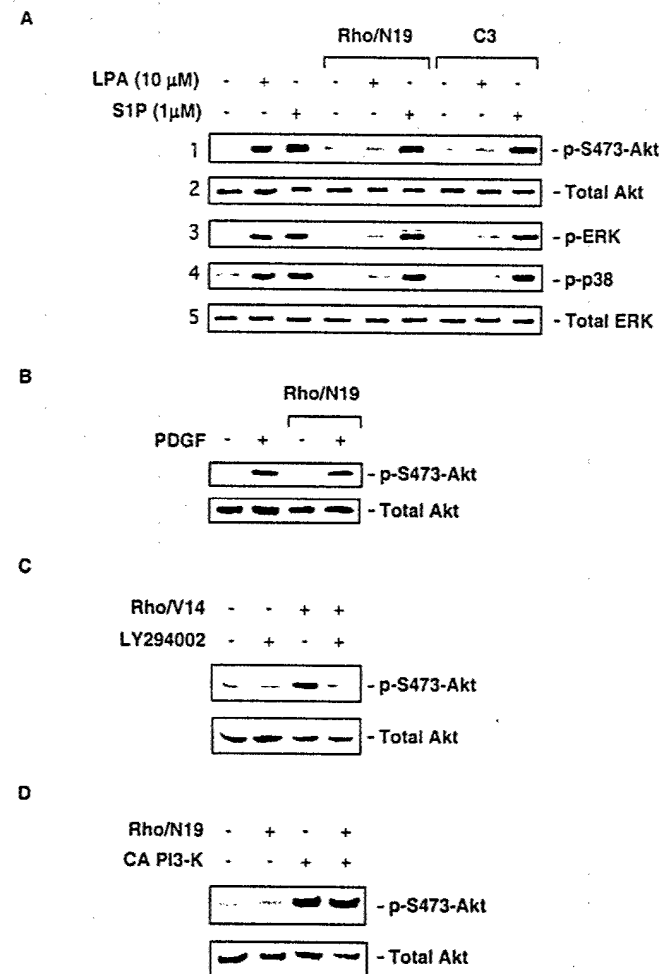 A
Rho/N19 C3
LPA (10 μM) - + - - + - - + -
S1P (1μM) - - + - - + - - +
1 - p-S473-Akt
2 - Total Akt
3 - p-ERK
4 - p-p38
5 - Total ERK
B
Rho/N19
PDGF - + - +
- p-S473-Akt
- Total Akt
C
Rho/V14 - - + +
LY294002 - + - +
- p-S473-Akt
- Total Akt
D
Rho/N19 - + - +
CA PI3-K - - + +
- p-S473-Akt
- Total Akt